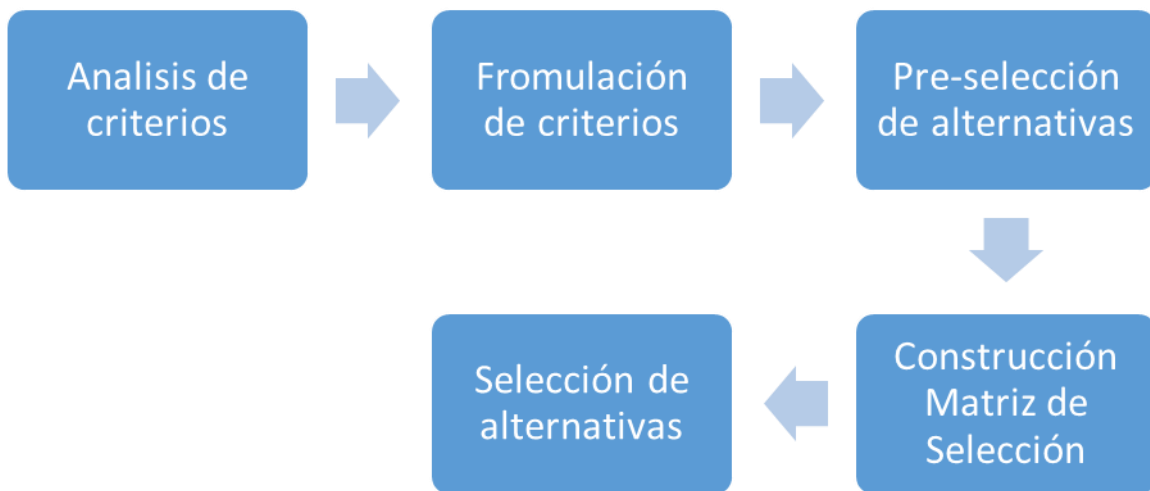 Analisis de
criterios
Fromulación
de criterios
Pre-selección
de alternativas
Construcción
Matriz de
Selección
Selección de
alternativas